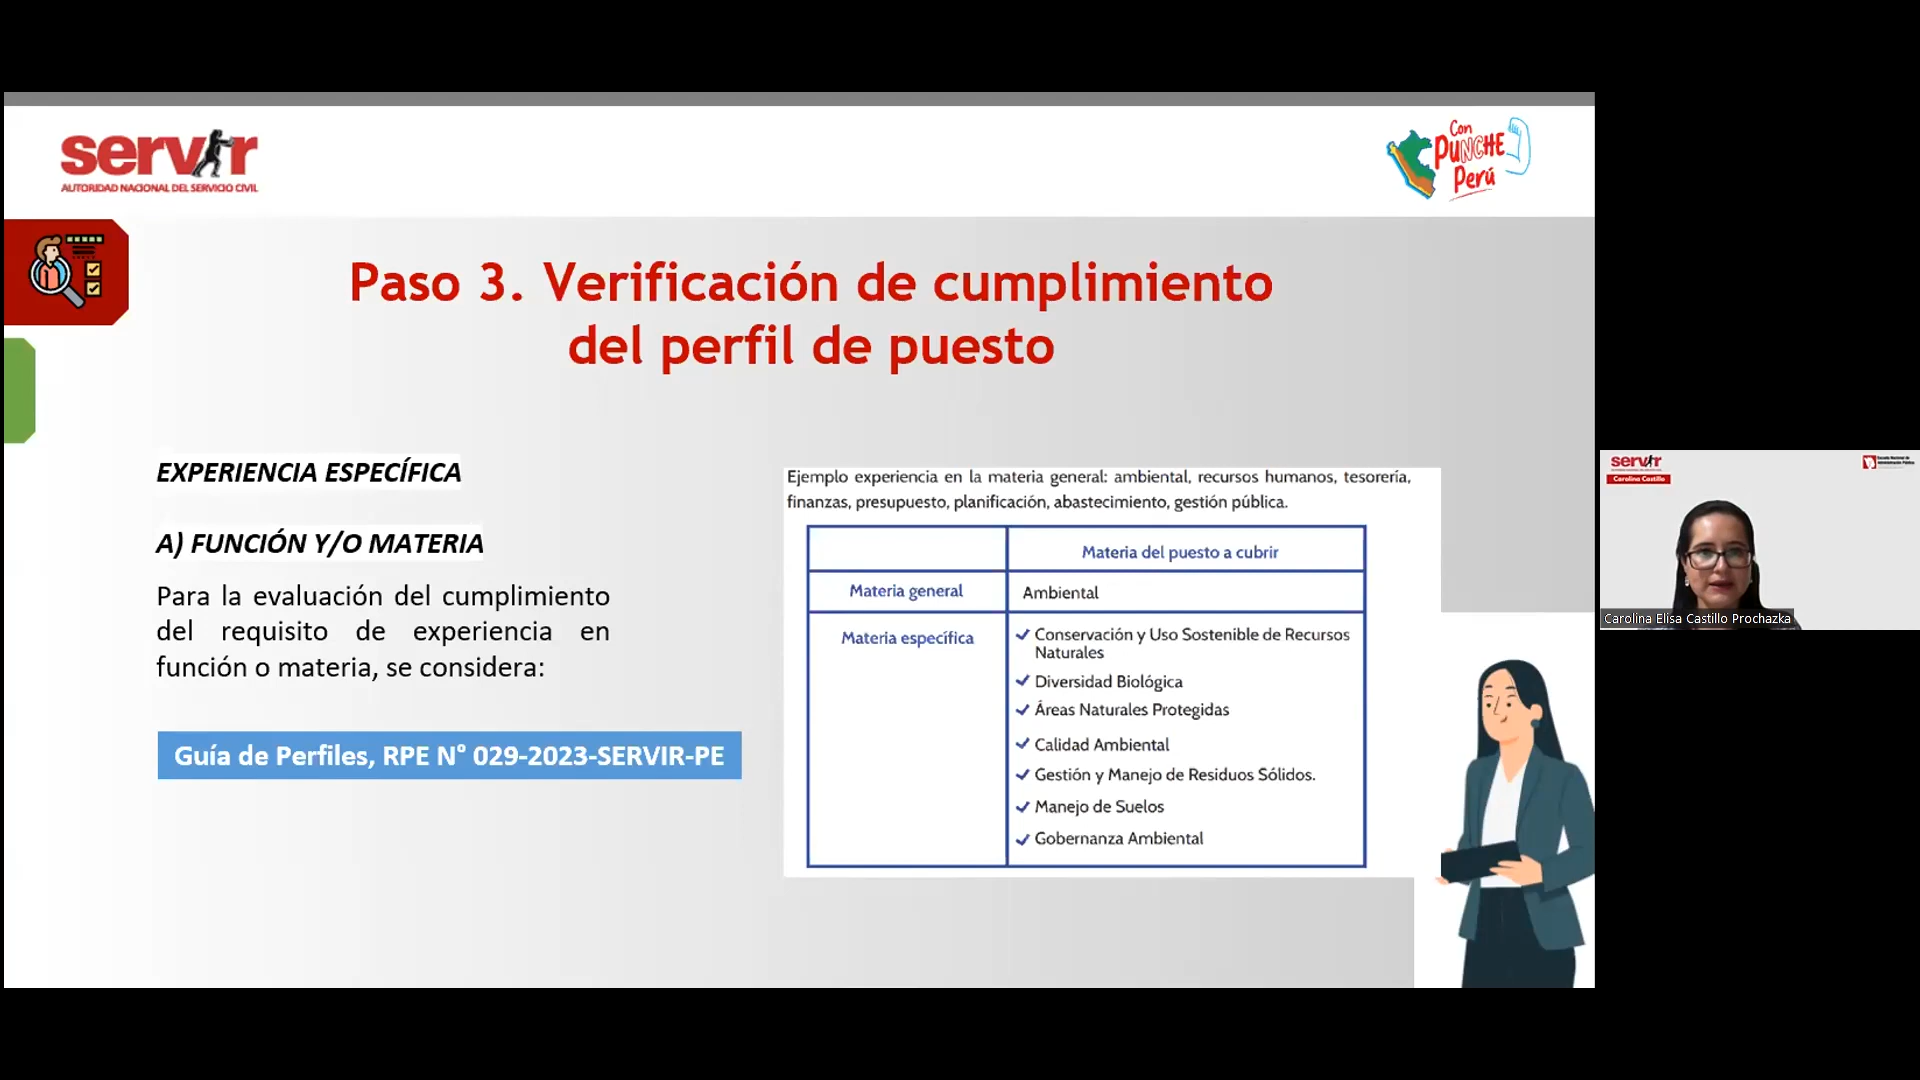 servir
AUTORIDAD NACIONAL DEL SERVICIO CIVIL
Con
PUNCHE
Perú
Paso 3. Verificación de cumplimiento
del perfil de puesto
EXPERIENCIA ESPECÍFICA
A) FUNCIÓN Y/O MATERIA
Para la evaluación del cumplimiento
del requisito de experiencia en
función o materia, se considera:
Guía de Perfiles, RPE N° 029-2023-SERVIR-PE
Ejemplo experiencia en la materia general: ambiental, recursos humanos, tesorería,
finanzas, presupuesto, planificación, abastecimiento, gestión pública.
Materia del puesto a cubrir
Materia general
Ambiental
Materia específica
Conservación y Uso Sostenible de Recursos
Naturales
Diversidad Biológica
Áreas Naturales Protegidas
Calidad Ambiental
Gestión y Manejo de Residuos Sólidos.
Manejo de Suelos
Gobernanza Ambiental
servir
Carolina Castillo
Escuela Nacional de
Administración Pública
Carolina Elisa Castillo Prochazka